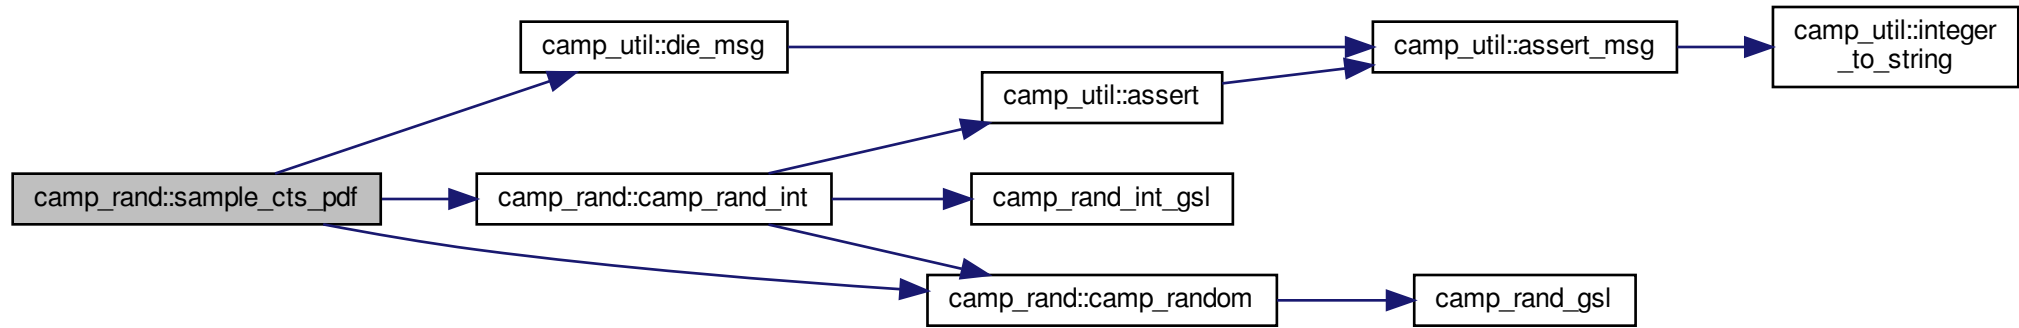 camp_util::die_msg
camp_util::assert_msg
camp_util::integer
_to_string
camp_util::assert
camp_rand::sample_cts_pdf
camp_rand::camp_rand_int
camp_rand_int_gsl
camp_rand::camp_random
camp_rand_gsl